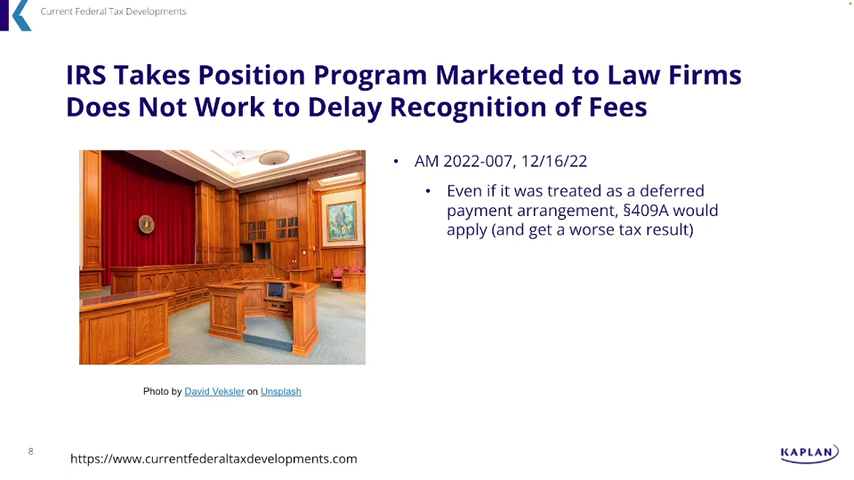 Current Federal Tax Developments
IRS Takes Position Program Marketed to Law Firms
Does Not Work to Delay Recognition of Fees
• AM 2022-007, 12/16/22
• Even if it was treated as a deferred
payment arrangement, §409A would
apply (and get a worse tax result)
Photo by David Veksler on Unsplash
8
https://www.currentfederaltaxdevelopments.com
KAPLAN